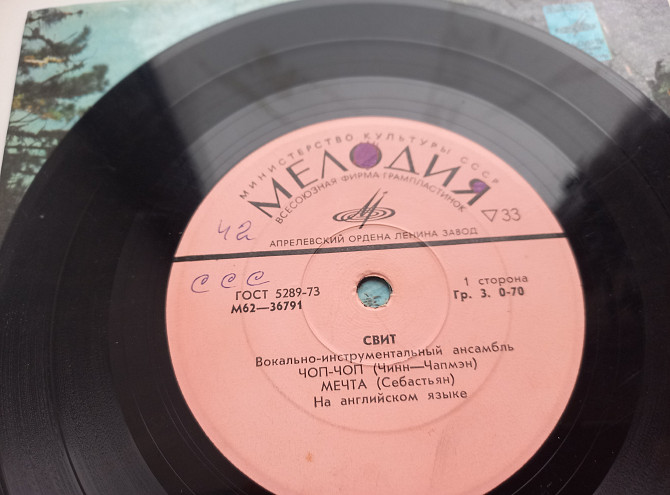 МИНИСТЕРСТВО КУЛЬТУРЫ СССР
МЕЛОДИЯ
ВСЕСОЮЗНАЯ ФИРМА ГРАМПЛАСТИНОК
33
АПРЕЛЕВСКИЙ ОРДЕНА ЛЕНИНА ЗАВОД
42
ССС
ГОСТ 5289-73
М62—36791
1 сторона
Гр. 3. 0-70
СВИТ
Вокально-инструментальный ансамбль
ЧОП-ЧОП (Чинн—Чапмэн)
МЕЧТА (Себастьян)
На английском языке